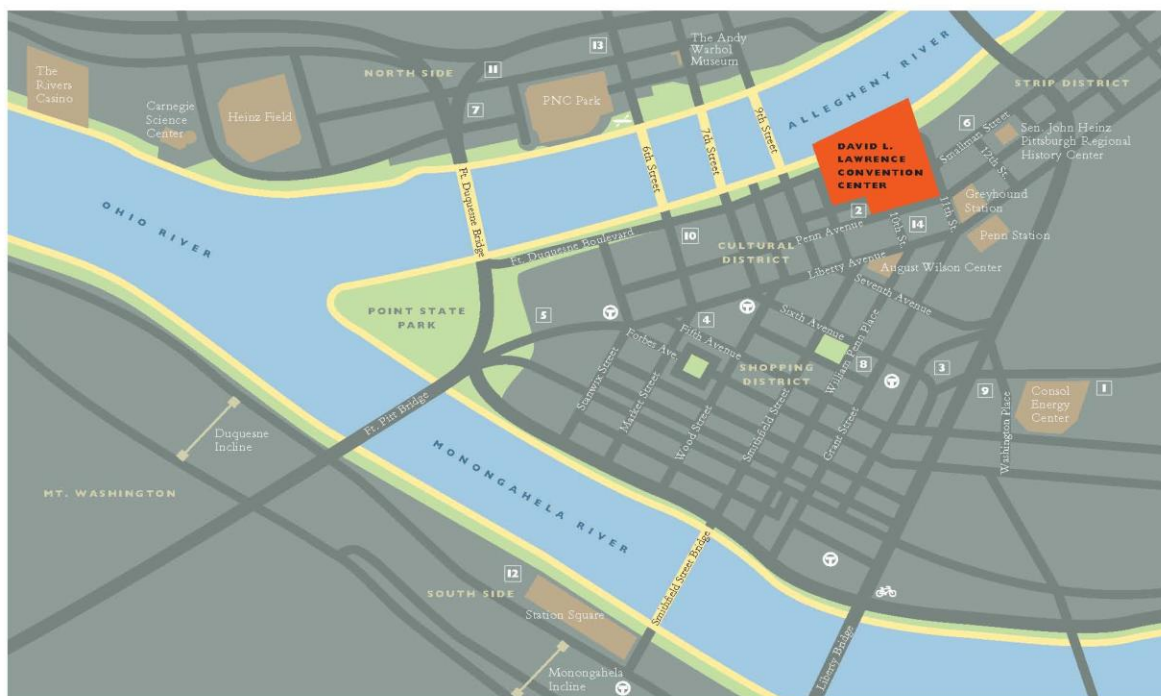 The Rivers
Casino
Carnegie
Science
Center
Heinz Field
NORTH SIDE
11
7
13
PNC Park
The Andy
Warhol
Museum
ALLEGHENY RIVER
STRIP DISTRICT
6th Street
7th Street
9th Street
DAVID L.
LAWRENCE
CONVENTION
CENTER
6
Smallman Street
12th St.
Sen. John Heinz
Pittsburgh Regional
History Center
Greyhound
Station
Penn Station
11th St.
10th St.
14
2
Penn Avenue
Liberty Avenue
August Wilson Center
Seventh Avenue
OHIO RIVER
Ft. Duquesne Bridge
Ft. Duquesne Boulevard
10
CULTURAL
DISTRICT
POINT STATE
PARK
5
T
T
4
Forbes Ave.
Fifth Avenue
Sixth Avenue
William Penn Place
SHOPPING
DISTRICT
8
T
3
9
1
Consol
Energy
Center
Stanwix Street
Market Street
Wood Street
Smithfield Street
Grant Street
Washington Place
Ft. Pitt Bridge
Duquesne
Incline
MT. WASHINGTON
MONONGAHELA RIVER
12
SOUTH SIDE
Station Square
Smithfield Street Bridge
T
Liberty Bridge
Monongahela
Incline
T